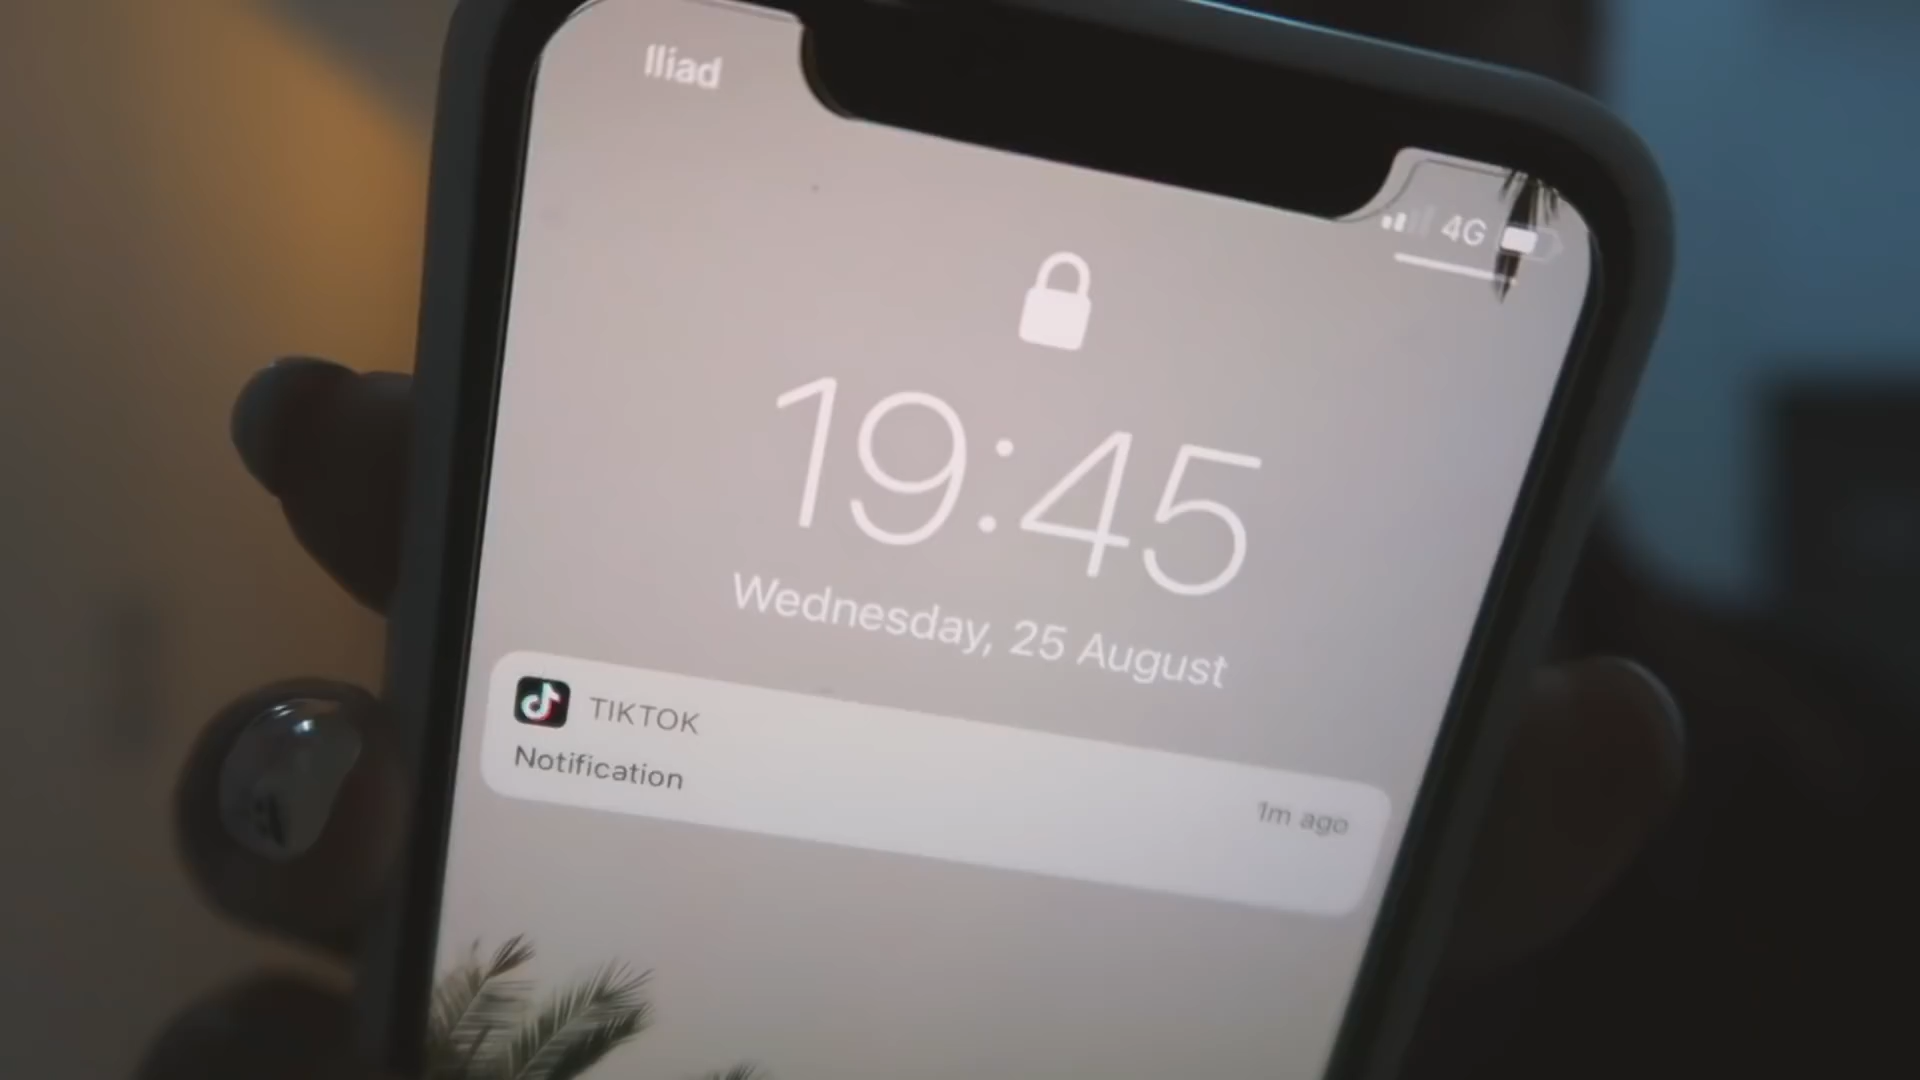 Iliad
4G
19:45
Wednesday, 25 August
TIKTOK
Notification
1m ago